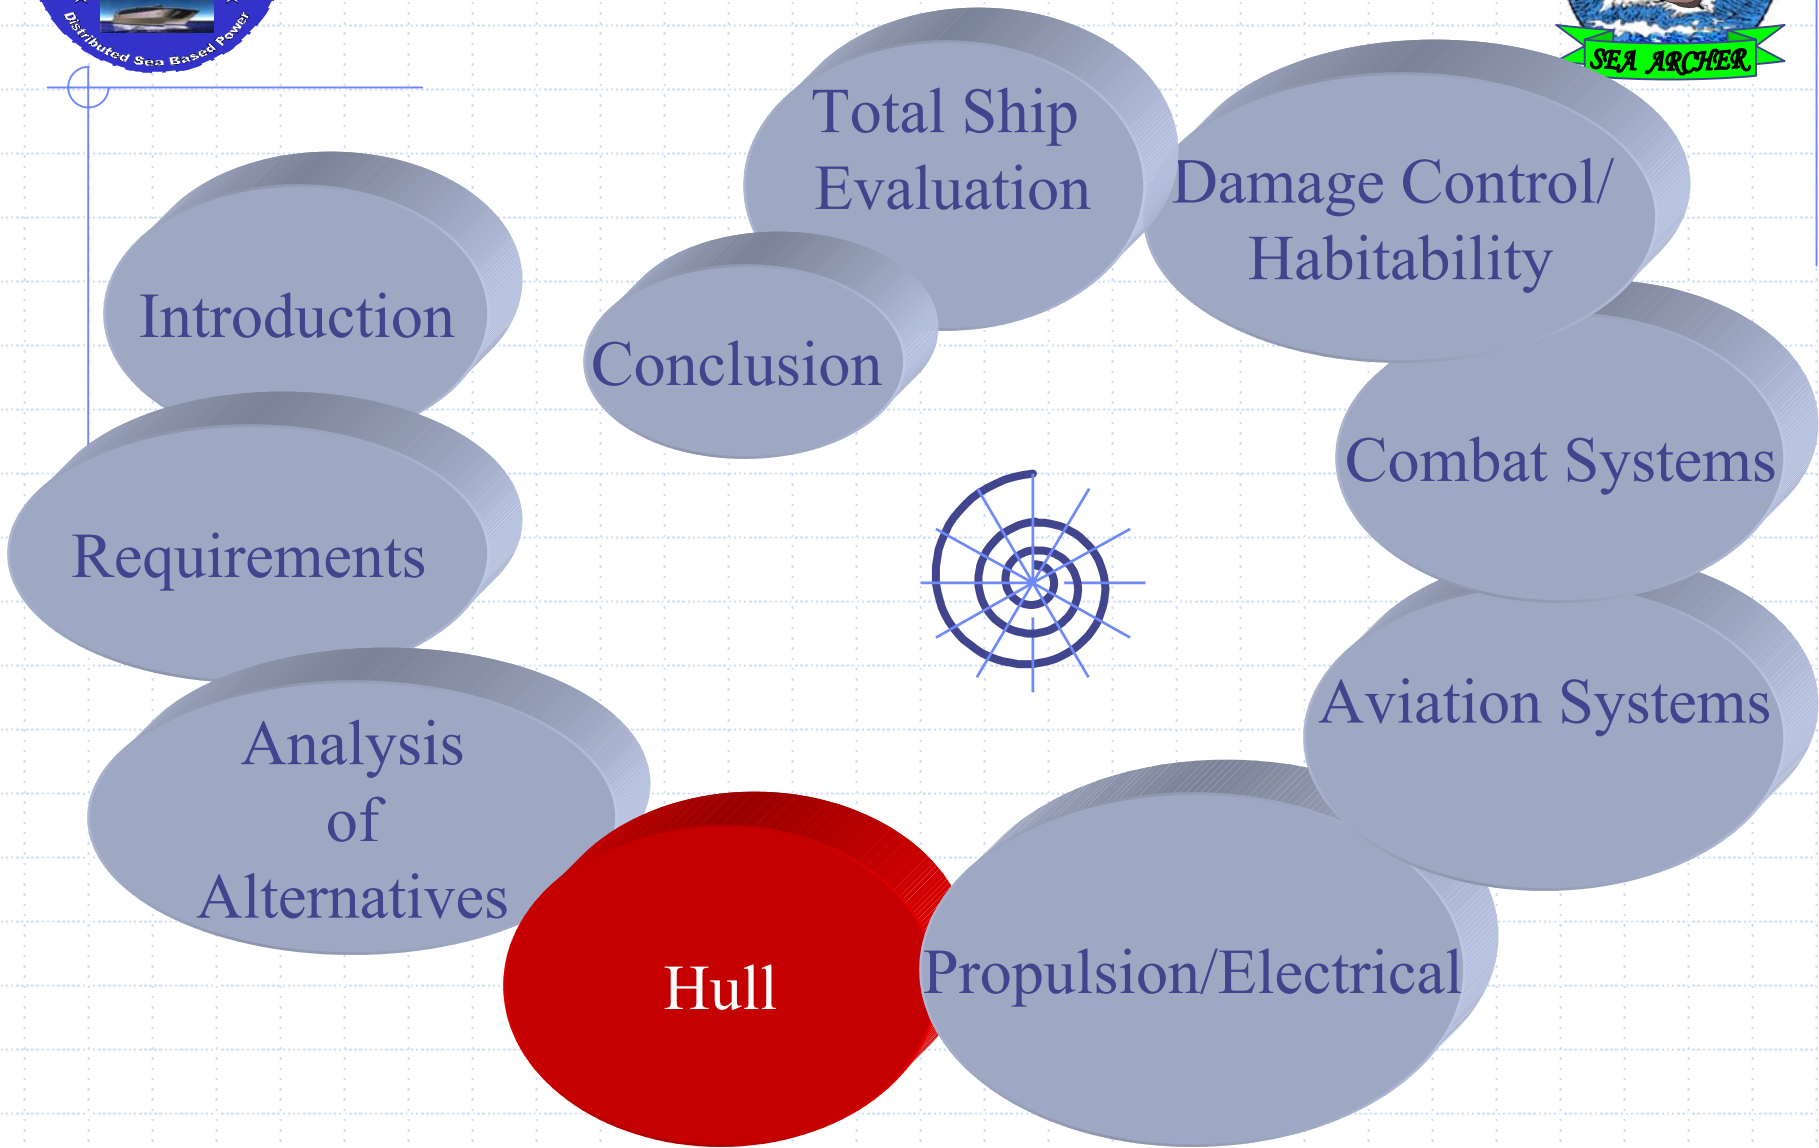 Distributed Sea Based Power
SEA ARCHER
Introduction
Requirements
Analysis
of
Alternatives
Hull
Propulsion/Electrical
Aviation Systems
Combat Systems
Damage Control/
Habitability
Total Ship
Evaluation
Conclusion